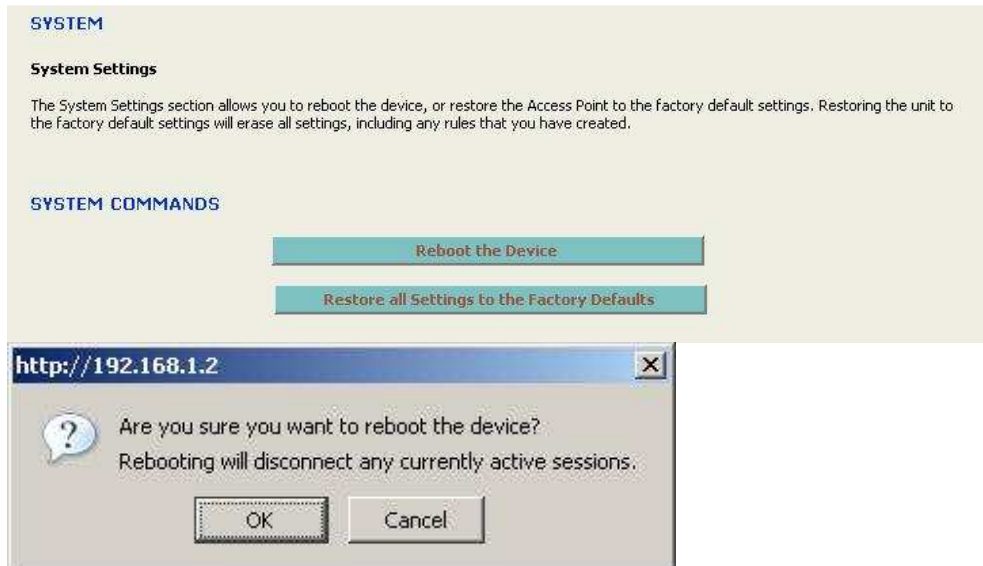 SYSTEM
System Settings
The System Settings section allows you to reboot the device, or restore the Access Point to the factory default settings. Restoring the unit to
the factory default settings will erase all settings, including any rules that you have created.
SYSTEM COMMANDS
Reboot the Device
Restore all Settings to the Factory Defaults
http://192.168.1.2
Are you sure you want to reboot the device?
Rebooting will disconnect any currently active sessions.
OK
Cancel